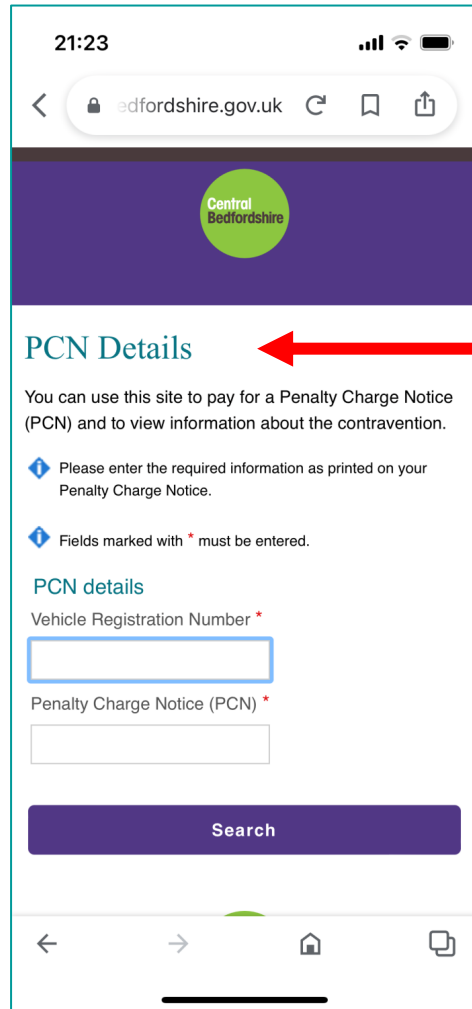 21:23
edfordshire.gov.uk
Central
Bedfordshire
PCN Details
You can use this site to pay for a Penalty Charge Notice
(PCN) and to view information about the contravention.
Please enter the required information as printed on your
Penalty Charge Notice.
Fields marked with * must be entered.
PCN details
Vehicle Registration Number *
Penalty Charge Notice (PCN) *
Search